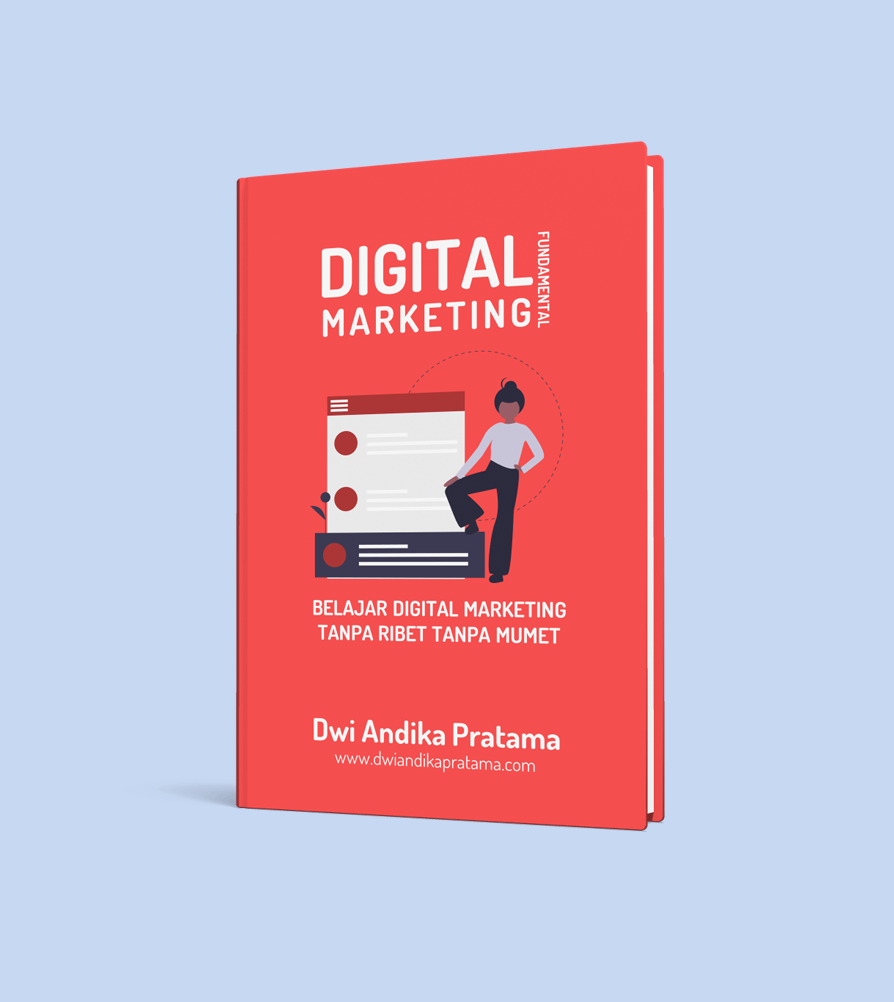 DIGITAL
MARKETING
FUNDAMENTAL
BELAJAR DIGITAL MARKETING
TANPA RIBET TANPA MUMET
Dwi Andika Pratama
www.dwiandikapratama.com